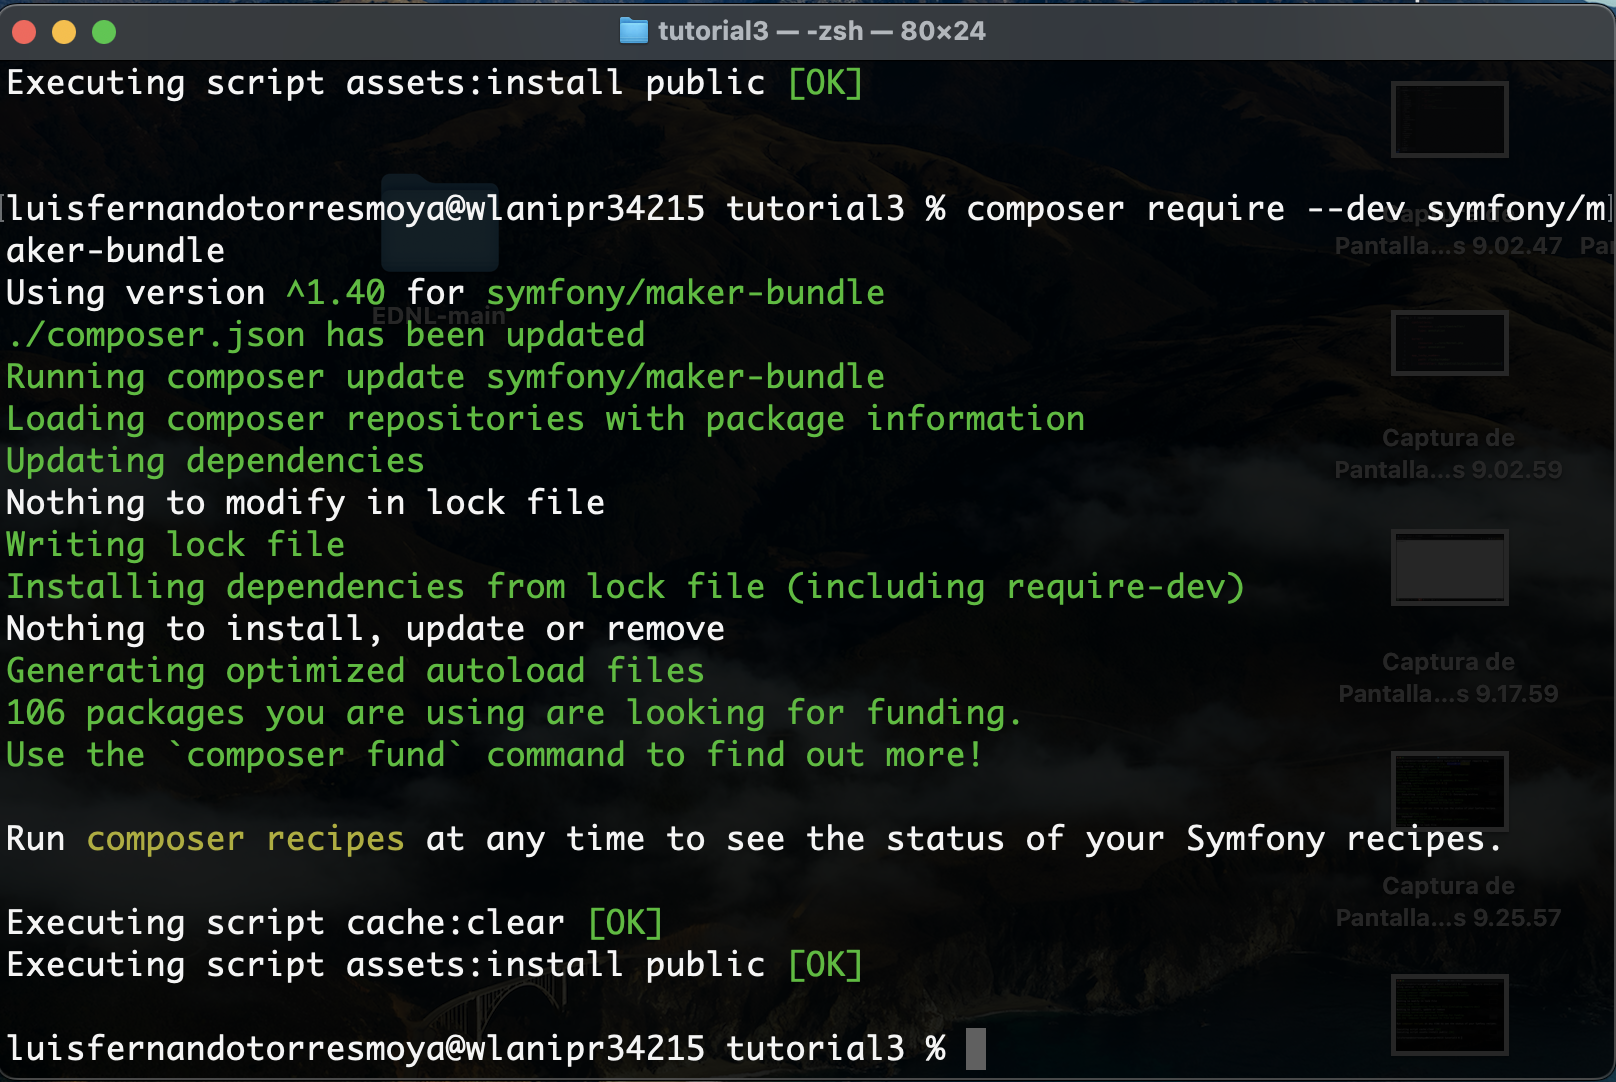 tutorial3 — -zsh — 80×24
Executing script assets:install public [OK]
luisfernandotorresmoya@wlanipr34215 tutorial3 % composer require --dev symfony/m
aker-bundle
Using version ^1.40 for symfony/maker-bundle
./composer.json has been updated
Running composer update symfony/maker-bundle
Loading composer repositories with package information
Updating dependencies
Nothing to modify in lock file
Writing lock file
Installing dependencies from lock file (including require-dev)
Nothing to install, update or remove
Generating optimized autoload files
106 packages you are using are looking for funding.
Use the `composer fund` command to find out more!
Run composer recipes at any time to see the status of your Symfony recipes.
Executing script cache:clear [OK]
Executing script assets:install public [OK]
luisfernandotorresmoya@wlanipr34215 tutorial3 %
EDNL-main
Captura de
Pantalla...s 9.02.47
Captura de
Pantalla...s 9.02.59
Captura de
Pantalla...s 9.17.59
Captura de
Pantalla...s 9.25.57